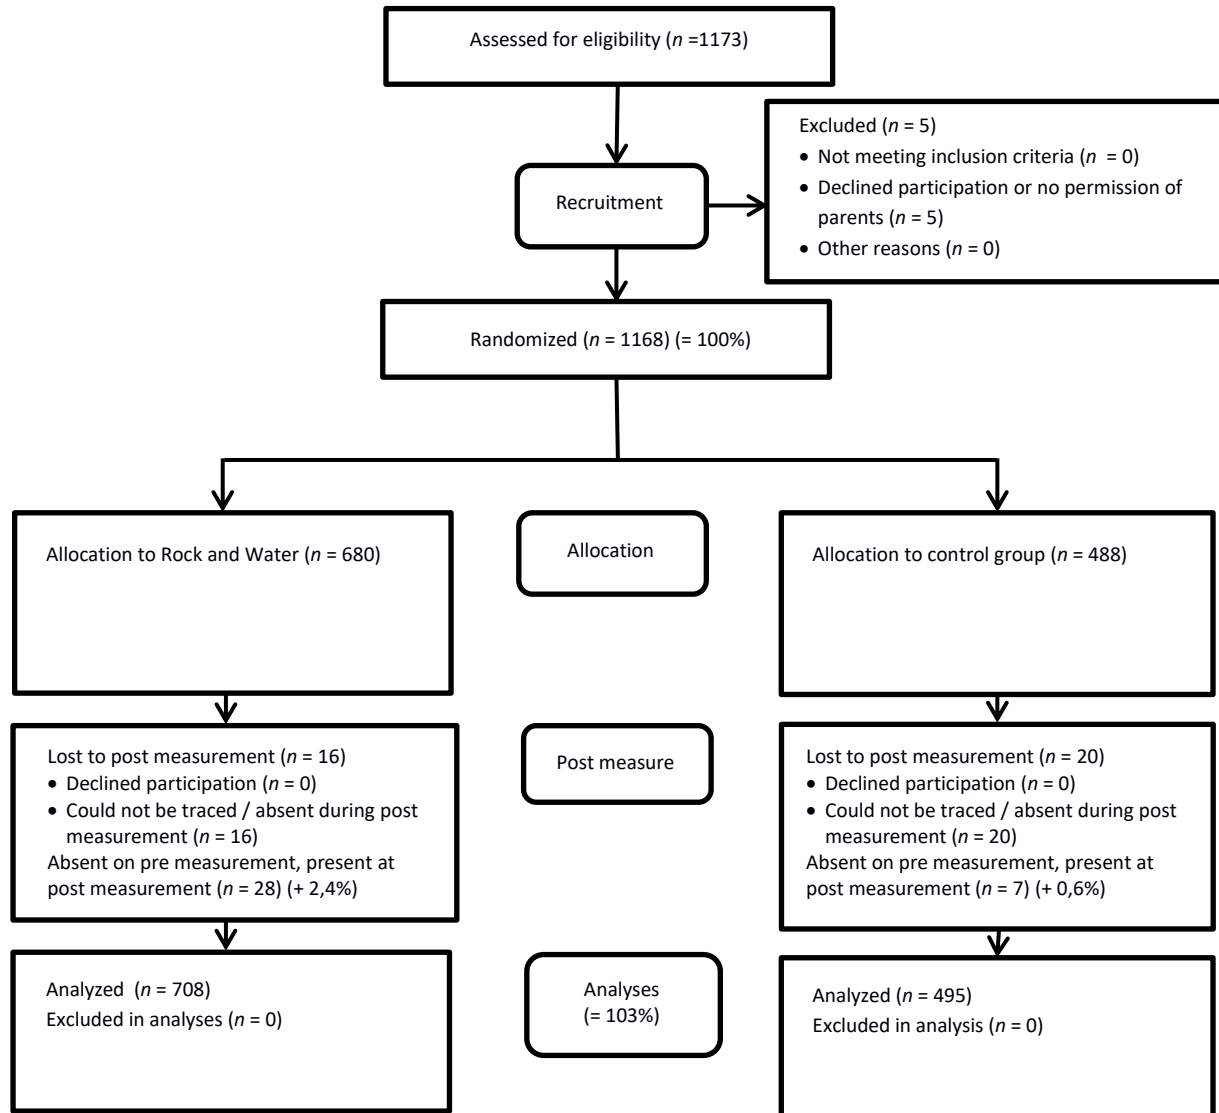 Assessed for eligibility (n =1173)
Excluded (n = 5)
• Not meeting inclusion criteria (n = 0)
• Declined participation or no permission of
parents (n = 5)
• Other reasons (n = 0)
Recruitment
Randomized (n = 1168) (= 100%)
Allocation to Rock and Water (n = 680)
Allocation
Allocation to control group (n = 488)
Lost to post measurement (n = 16)
• Declined participation (n = 0)
• Could not be traced / absent during post
measurement (n = 16)
Absent on pre measurement, present at
post measurement (n = 28) (+ 2,4%)
Post measure
Lost to post measurement (n = 20)
• Declined participation (n = 0)
• Could not be traced / absent during post
measurement (n = 20)
Absent on pre measurement, present at
post measurement (n = 7) (+ 0,6%)
Analyzed (n = 708)
Excluded in analyses (n = 0)
Analyses
(= 103%)
Analyzed (n = 495)
Excluded in analysis (n = 0)